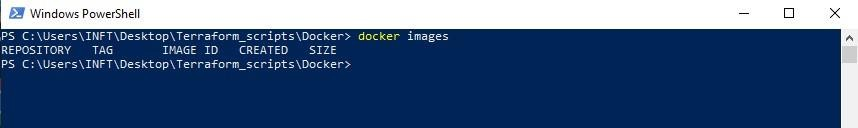 Windows PowerShell
PS C:\Users\INFT\Desktop\Terraform_scripts\Docker> docker images
REPOSITORY   TAG       IMAGE ID   CREATED   SIZE
PS C:\Users\INFT\Desktop\Terraform_scripts\Docker>